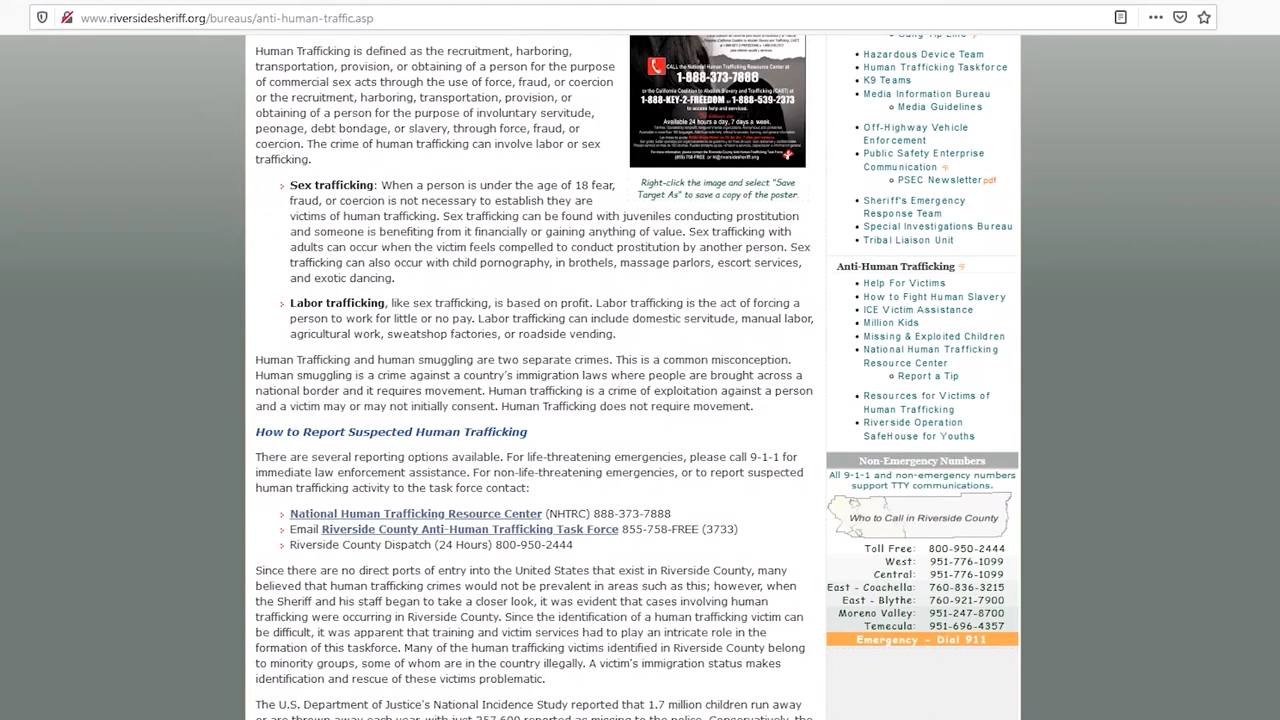 www.riversidesheriff.org/bureaus/anti-human-traffic.asp
trafficking are defined as the recruitment, harboring,
provision, or obtaining of a person for the purpose
of commercial sex acts through the use of force, fraud, or coercion
or the recruitment, harboring, transportation, provision, or
obtaining of a person for the purpose of involuntary servitude,
peonage, debt bondage, or slavery by force, fraud, or
coercion. labor or sex
trafficking.
Sex trafficking: When a person is under the age of 18 fear,
fraud, or coercion is not necessary to establish they are
victims of human trafficking. Sex trafficking can be found with juveniles conducting prostitution
and someone is benefiting from it financially or gaining anything of value. Sex trafficking with
adults can occur when the victim feels compelled to conduct prostitution by another person. Sex
trafficking can also occur with child pornography, in brothels, massage parlors, escort services,
and exotic dancing.
Labor trafficking, like sex trafficking, is based on profit. Labor trafficking is the act of forcing a
person to work for little or no pay. Labor trafficking can include domestic servitude, manual labor,
agricultural work, sweatshop factories, or roadside vending.
Human trafficking and human smuggling are two separate crimes. This is a common misconception.
Human smuggling is a crime against a country's immigration laws where people are brought across a
national border and it requires movement. Human trafficking is a crime of exploitation against a person
and a victim may or may not initially consent. Human Trafficking does not require movement.
How to Report Suspected Human Trafficking
There are several reporting options available. For life-threatening emergencies, please call 9-1-1 for
immediate law enforcement assistance. For non-life-threatening emergencies, or to report suspected
trafficking activity to the task force contact:
National Human Trafficking Resource Center (NHTRC) 888-373-7888
Email Riverside County Anti-Human Trafficking Task Force 855-758-FREE (3733)
Riverside County Dispatch (24 Hours) 800-950-2444
Since there are no direct ports of entry into the United States that exist in Riverside County, many
believed that human trafficking crimes would not be prevalent in areas such as this; however, when
the Sheriff and his staff began to take a closer look, it was evident that cases involving human
trafficking were occurring in Riverside County. Since the identification of a human trafficking victim can
be difficult, it was apparent that training and victim services had to play an intricate role in the
formation of this taskforce. Many of the human trafficking victims identified in Riverside County belong
to minority groups, some of whom are in the country illegally. A victim's immigration status makes
identification and rescue of these victims problematic.
The U.S. Department of Justice's National Incidence Study reported that 1.7 million children run away
or are thrown away each year with just 357,600 reported as missing to the police. Conservatively, the
CALL the National Human Trafficking Resource Center at
1-888-373-7888
or the California Coalition to Abolish Slavery and Trafficking (CAST) at
1-888-KEY-2-FREEDOM or 1-888-539-2373
to access help and services.
Available 24 hours a day, 7 days a week.
Right-click the image and select "Save
Target As" to save a copy of the poster.
Gang Tip Line
Hazardous Device Team
Human Trafficking Taskforce
K9 Teams
Media Information Bureau
Media Guidelines
Off-Highway Vehicle
Enforcement
Public Safety Enterprise
Communication
PSEC Newsletter pdf
Sheriff's Emergency
Response Team
Special Investigations Bureau
Tribal Liaison Unit
Anti-Human Trafficking
Help For Victims
How to Fight Human Slavery
ICE Victim Assistance
Million Kids
Missing & Exploited Children
National Human Trafficking
Resource Center
Report a Tip
Resources for Victims of
Human Trafficking
Riverside Operation
SafeHouse for Youths
Non-Emergency Numbers
All 9-1-1 and non-emergency numbers
support TTY communications.
Who to Call in Riverside County
Toll Free: 800-950-2444
West: 951-776-1099
Central: 951-776-1099
East - Coachella: 760-836-3215
East - Blythe: 760-921-7900
Moreno Valley: 951-247-8700
Temecula: 951-696-4357
Emergency - Dial 911